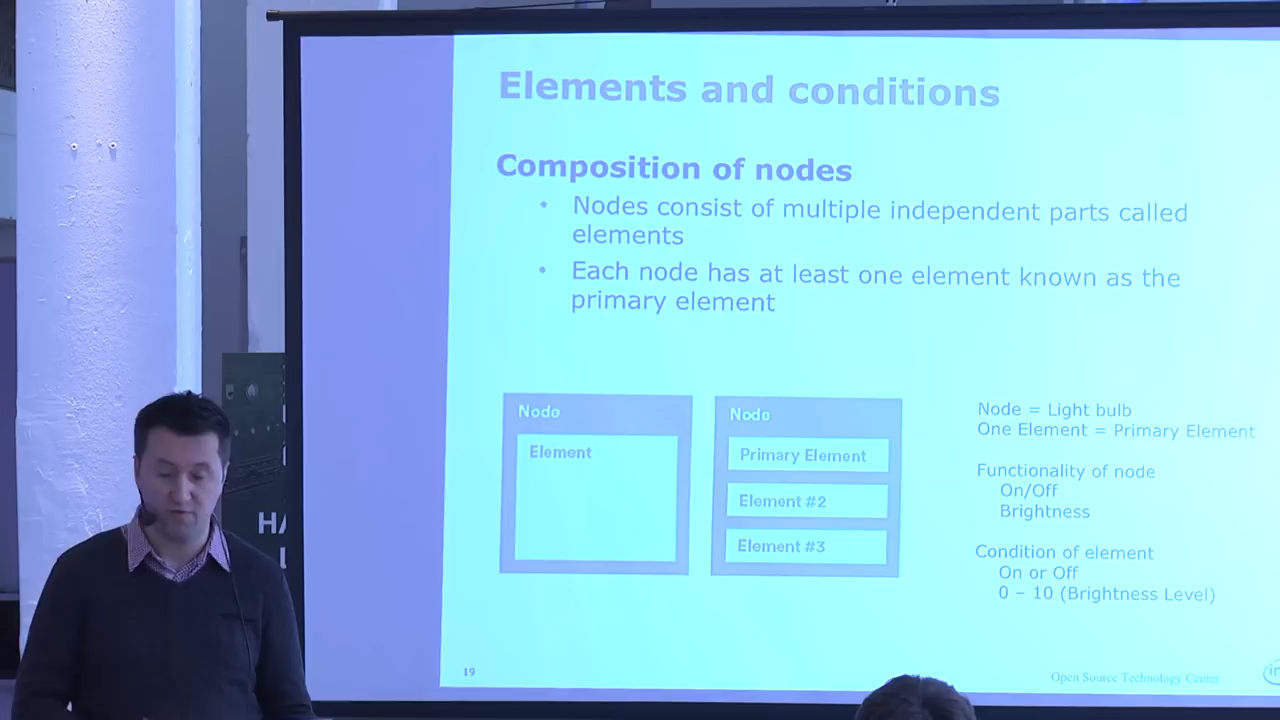 Elements and conditions
Composition of nodes
• Nodes consist of multiple independent parts called
elements
• Each node has at least one element known as the
primary element
Node
Element
Node
Primary Element
Element #2
Element #3
Node = Light bulb
One Element = Primary Element
Functionality of node
On/Off
Brightness
Condition of element
On or Off
0 – 10 (Brightness Level)
19
Open Source Technology Center